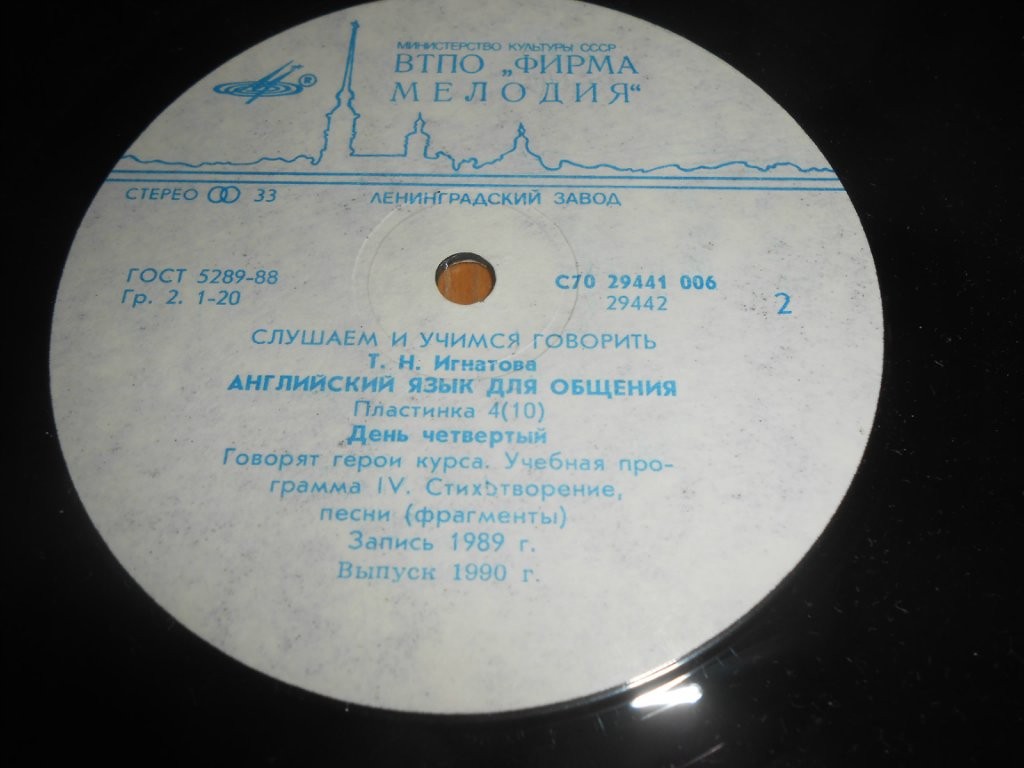 МИНИСТЕРСТВО КУЛЬТУРЫ СССР
ВТПО „ФИРМА
МЕЛОДИЯ“
®
СТЕРЕО 33 ЛЕНИНГРАДСКИЙ ЗАВОД
ГОСТ 5289-88 С70 29441 006
Гр. 2. 1-20 29442 2
СЛУШАЕМ И УЧИМСЯ ГОВОРИТЬ
Т. Н. Игнатова
АНГЛИЙСКИЙ ЯЗЫК ДЛЯ ОБЩЕНИЯ
Пластинка 4(10)
День четвертый
Говорят герои курса. Учебная про-
грамма IV. Стихотворение,
песни (фрагменты)
Запись 1989 г.
Выпуск 1990 г.